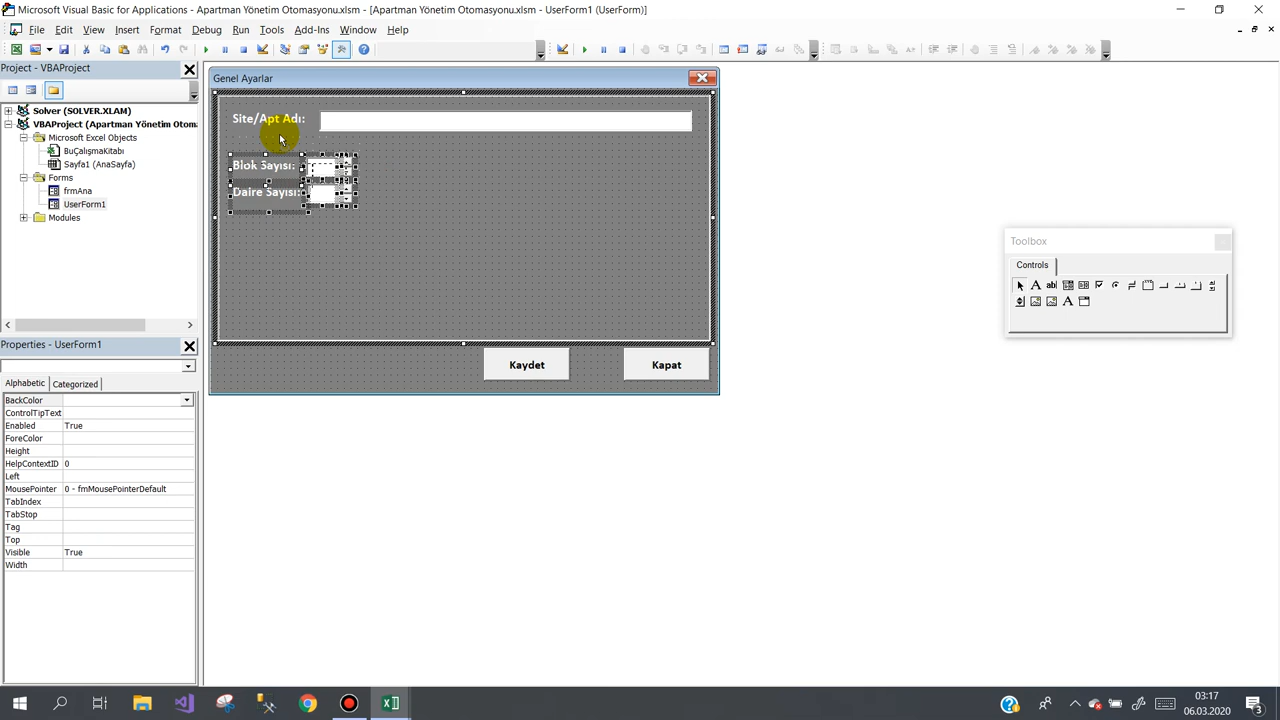 Microsoft Visual Basic for Applications - Apartman Yönetim Otomasyonu.xlsm - [Apartman Yönetim Otomasyonu.xlsm - UserForm1 (UserForm)]
File Edit View Insert Format Debug Run Tools Add-Ins Window Help
Project - VBAProject
Solver (SOLVER.XLAM)
VBAProject (Apartman Yönetim Otom
Microsoft Excel Objects
BuÇalışmaKitabı
Sayfa1 (AnaSayfa)
Forms
frmAna
UserForm1
Modules
Properties - UserForm1
Alphabetic Categorized
BackColor
ControlTipText
Enabled True
ForeColor
Height
HelpContextID 0
Left
MousePointer 0 - fmMousePointerDefault
TabIndex
TabStop
Tag
Top
Visible True
Width
Genel Ayarlar
Site/Apt Adı:
Blok Sayısı:
Daire Sayısı:
Kaydet Kapat
Toolbox
Controls
03:17
06.03.2020
3